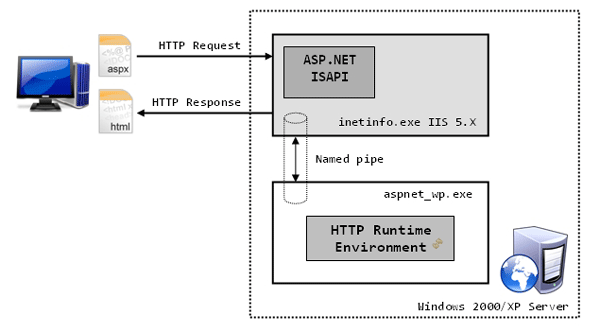 HTTP Request
aspx
ASP.NET
ISAPI
HTTP Response
html
inetinfo.exe IIS 5.X
Named pipe
aspnet_wp.exe
HTTP Runtime
Environment
Windows 2000/XP Server